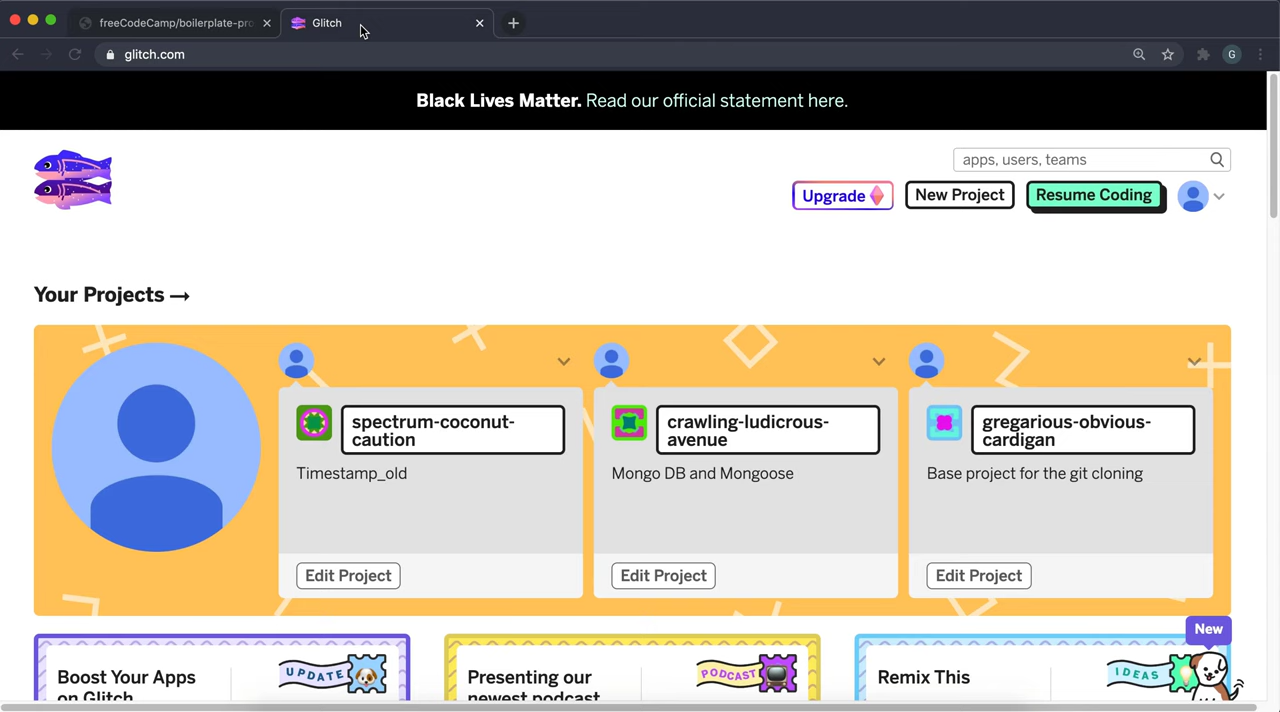 freeCodeCamp/boilerplate-pro
Glitch
glitch.com
G
Black Lives Matter. Read our official statement here.
apps, users, teams
Upgrade
New Project
Resume Coding
Your Projects →
spectrum-coconut-
caution
Timestamp_old
Edit Project
crawling-ludicrous-
avenue
Mongo DB and Mongoose
Edit Project
gregarious-obvious-
cardigan
Base project for the git cloning
Edit Project
New
Boost Your Apps
on Glitch
UPDATE
Presenting our
newest podcast
PODCAST
Remix This
IDEAS